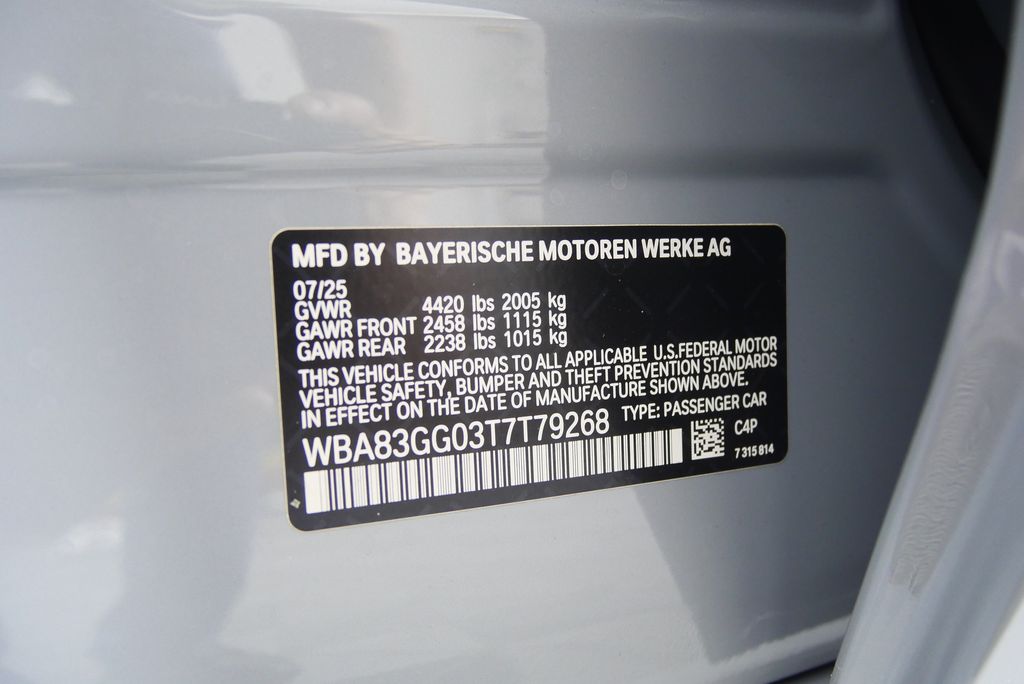 MFD BY BAYERISCHE MOTOREN WERKE AG
07/25
GVWR 4420 lbs 2005 kg
GAWR FRONT 2458 lbs 1115 kg
GAWR REAR 2238 lbs 1015 kg
THIS VEHICLE CONFORMS TO ALL APPLICABLE U.S.FEDERAL MOTOR
VEHICLE SAFETY, BUMPER AND THEFT PREVENTION STANDARDS
IN EFFECT ON THE DATE OF MANUFACTURE SHOWN ABOVE.
TYPE: PASSENGER CAR
WBA83GG03T7T79268
C4P
7 315 814